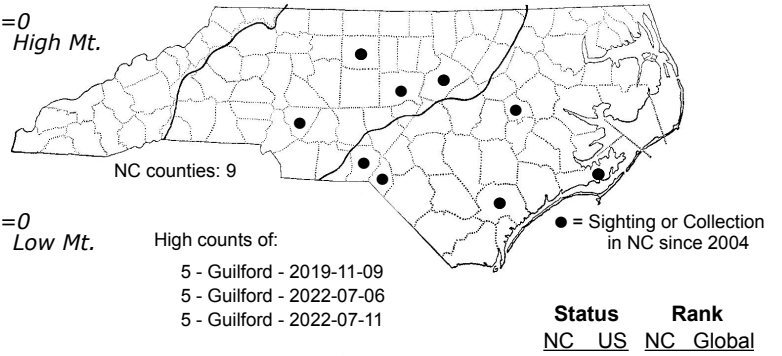 =0
High Mt.
NC counties: 9
=0
Low Mt.
● = Sighting or Collection
in NC since 2004
High counts of:
5 - Guilford - 2019-11-09
5 - Guilford - 2022-07-06
5 - Guilford - 2022-07-11
Status Rank
NC US NC Global